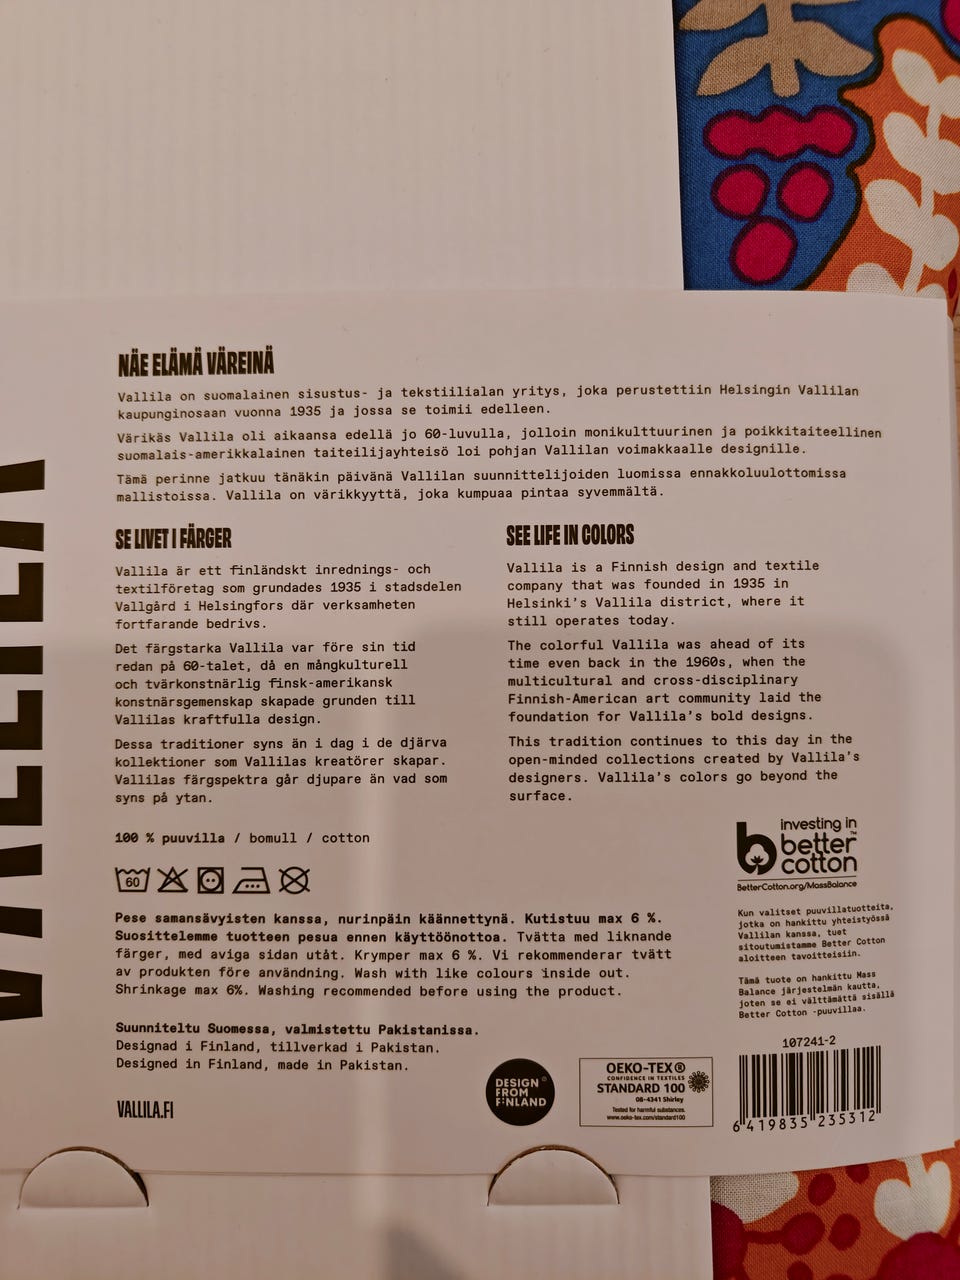 VALLILA
NÄE ELÄMÄ VÄREINÄ
Vallila on suomalainen sisustus- ja tekstiilialan yritys, joka perustettiin Helsingin Vallilan
kaupunginosaan vuonna 1935 ja jossa se toimii edelleen.
Värikäs Vallila oli aikaansa edellä jo 60-luvulla, jolloin monikulttuurinen ja poikkitaiteellinen
suomalais-amerikkalainen taiteilijayhteisö loi pohjan Vallilan voimakkaalle designille.
Tämä perinne jatkuu tänäkin päivänä Vallilan suunnittelijoiden luomissa ennakkoluulottomissa
mallistoissa. Vallila on värikkyyttä, joka kumpuaa pintaa syvemmältä.
SE LIVET I FÄRGER
Vallila är ett finländskt inrednings- och
textilföretag som grundades 1935 i stadsdelen
Vallgård i Helsingfors där verksamheten
fortfarande bedrivs.
Det färgstarka Vallila var före sin tid
redan på 60-talet, då en mångkulturell
och tvärkonstnärlig finsk-amerikansk
konstnärsgemenskap skapade grunden till
Vallilas kraftfulla design.
Dessa traditioner syns än i dag i de djärva
kollektioner som Vallilas kreatörer skapar.
Vallilas färgspektra går djupare än vad som
syns på ytan.
SEE LIFE IN COLORS
Vallila is a Finnish design and textile
company that was founded in 1935 in
Helsinki's Vallila district, where it
still operates today.
The colorful Vallila was ahead of its
time even back in the 1960s, when the
multicultural and cross-disciplinary
Finnish-American art community laid the
foundation for Vallila's bold designs.
This tradition continues to this day in the
open-minded collections created by Vallila's
designers. Vallila's colors go beyond the
surface.
100 % puuvilla / bomull / cotton
60
Pese samansävyisten kanssa, nurinpäin käännettynä. Kutistuu max 6 %.
Suosittelemme tuotteen pesua ennen käyttöönottoa. Tvätta med liknande
färger, med aviga sidan utåt. Krymper max 6 %. Vi rekommenderar tvätt
av produkten före användning. Wash with like colours inside out.
Shrinkage max 6%. Washing recommended before using the product.
Suunniteltu Suomessa, valmistettu Pakistanissa.
Designad i Finland, tillverkad i Pakistan.
Designed in Finland, made in Pakistan.
VALLILA.FI
DESIGN
FROM
FINLAND
OEKO-TEX®
CONFIDENCE IN TEXTILES
STANDARD 100
08-4341 Shirley
Tested for harmful substances.
www.oeko-tex.com/standard100
investing in
better™
cotton
BetterCotton.org/MassBalance
Kun valitset puuvillatuotteita,
jotka on hankittu yhteistyössä
Vallilan kanssa, tuet
sitoutumistamme Better Cotton
aloitteen tavoitteisiin.
Tämä tuote on hankittu Mass
Balance järjestelmän kautta,
joten se ei välttämättä sisällä
Better Cotton -puuvillaa.
107241-2
6 419835 235312